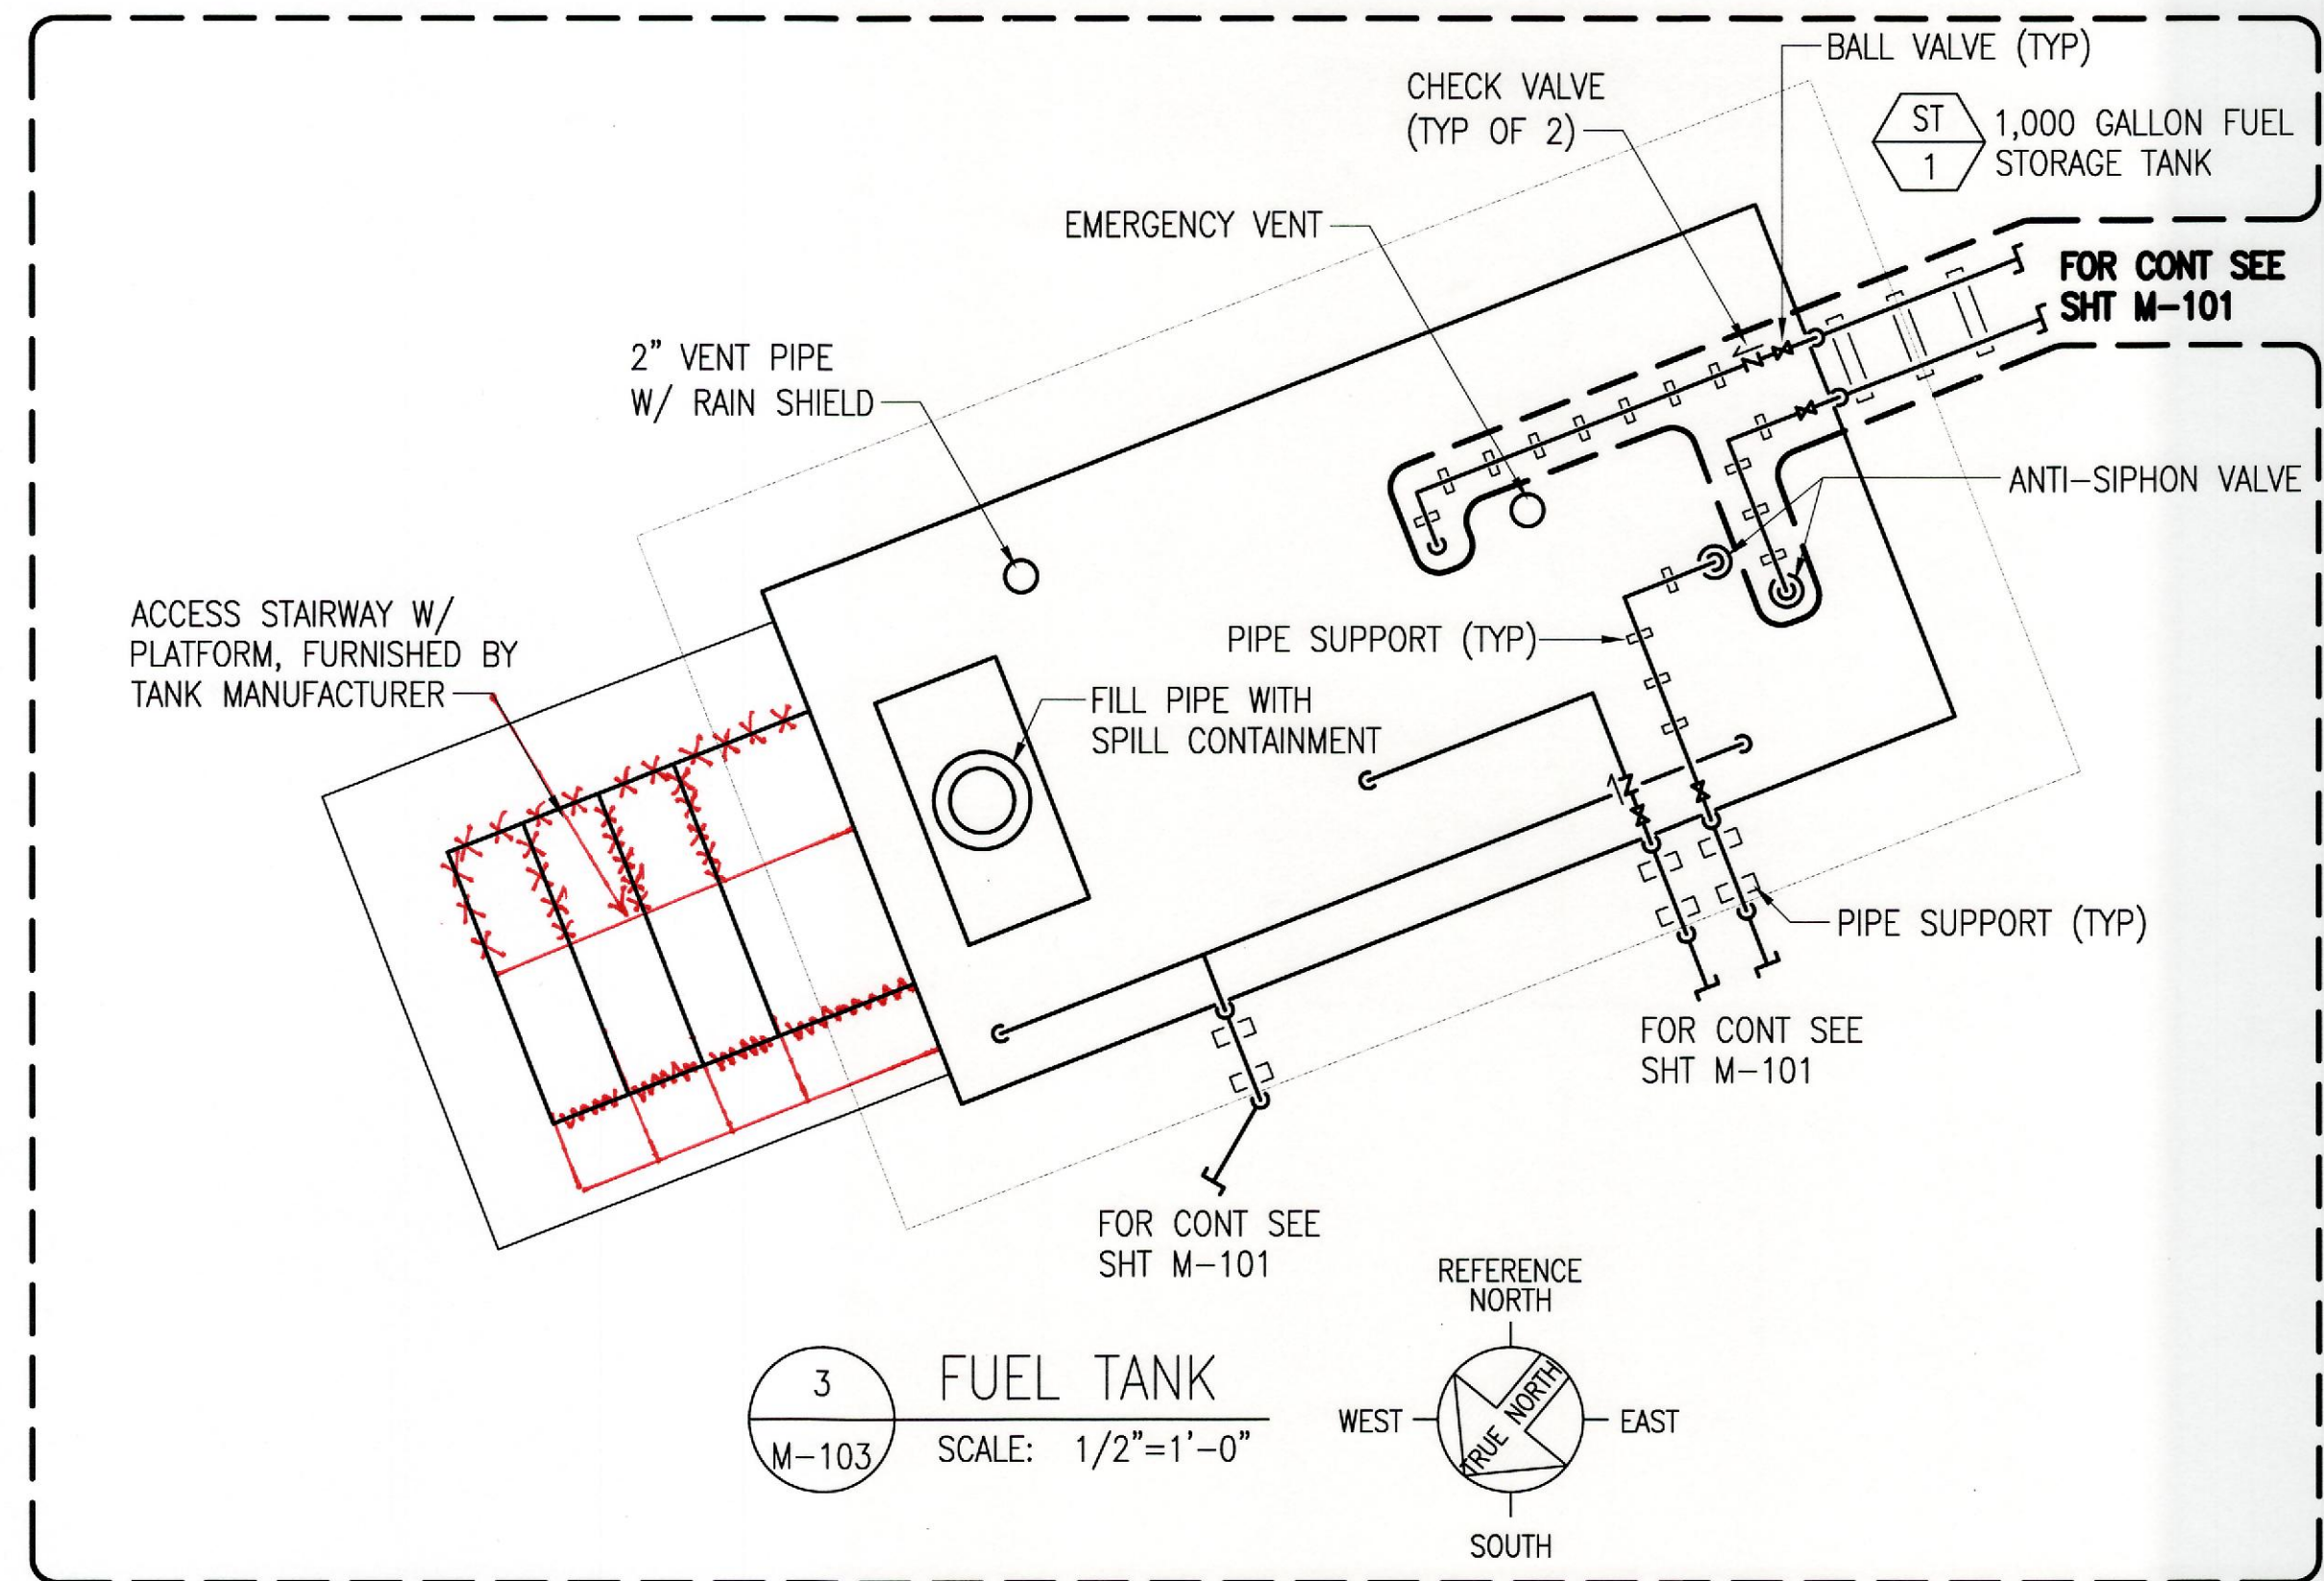 BALL VALVE (TYP)
CHECK VALVE
(TYP OF 2)
ST
1
1,000 GALLON FUEL
STORAGE TANK
EMERGENCY VENT
FOR CONT SEE
SHT M-101
2" VENT PIPE
W/ RAIN SHIELD
ANTI-SIPHON VALVE
ACCESS STAIRWAY W/
PLATFORM, FURNISHED BY
TANK MANUFACTURER
PIPE SUPPORT (TYP)
FILL PIPE WITH
SPILL CONTAINMENT
PIPE SUPPORT (TYP)
FOR CONT SEE
SHT M-101
FOR CONT SEE
SHT M-101
3
M-103
FUEL TANK
SCALE: 1/2"=1'-0"
REFERENCE
NORTH
WEST
TRUE NORTH
EAST
SOUTH